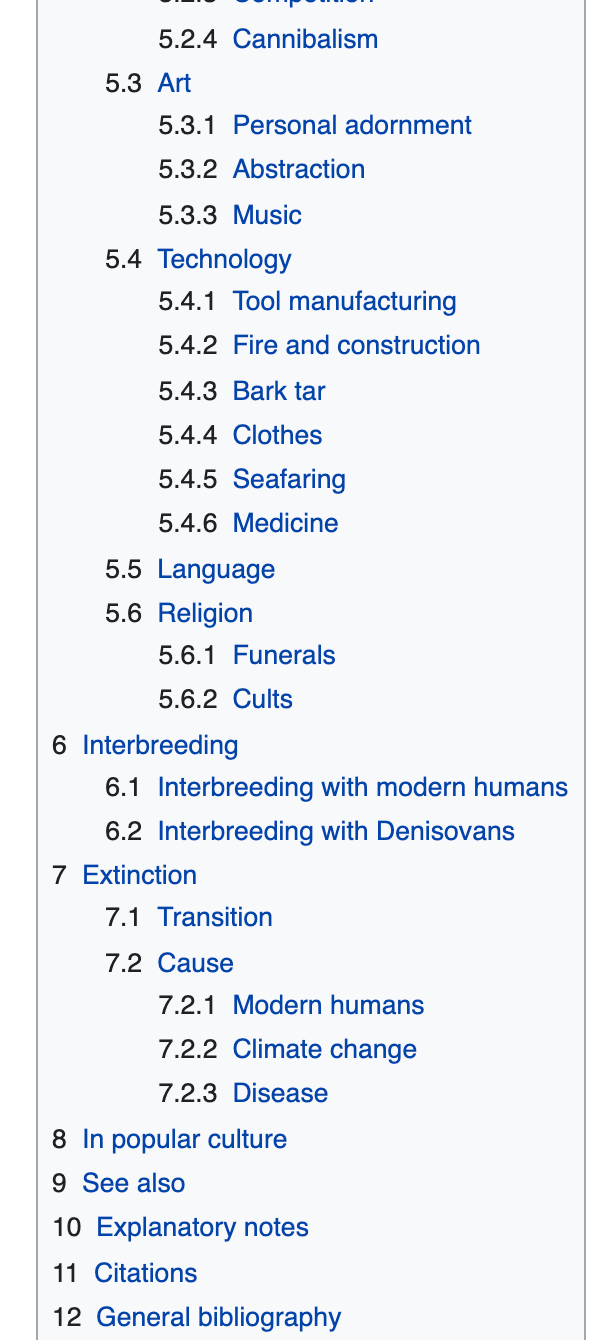 5.2.4 Cannibalism
5.3 Art
5.3.1 Personal adornment
5.3.2 Abstraction
5.3.3 Music
5.4 Technology
5.4.1 Tool manufacturing
5.4.2 Fire and construction
5.4.3 Bark tar
5.4.4 Clothes
5.4.5 Seafaring
5.4.6 Medicine
5.5 Language
5.6 Religion
5.6.1 Funerals
5.6.2 Cults
6 Interbreeding
6.1 Interbreeding with modern humans
6.2 Interbreeding with Denisovans
7 Extinction
7.1 Transition
7.2 Cause
7.2.1 Modern humans
7.2.2 Climate change
7.2.3 Disease
8 In popular culture
9 See also
10 Explanatory notes
11 Citations
12 General bibliography